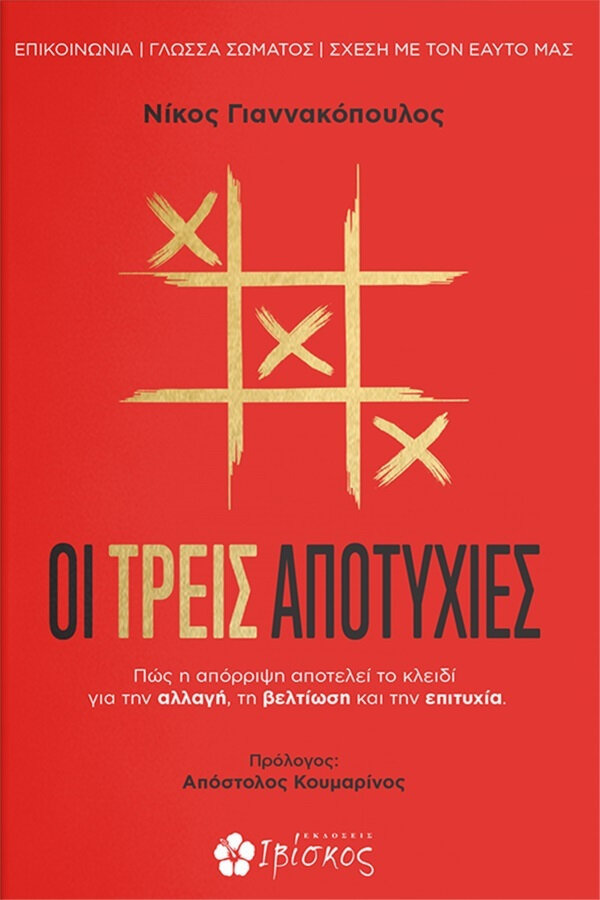 ΕΠΙΚΟΙΝΩΝΙΑ | ΓΛΩΣΣΑ ΣΩΜΑΤΟΣ | ΣΧΕΣΗ ΜΕ ΤΟΝ ΕΑΥΤΟ ΜΑΣ
Νίκος Γιαννακόπουλος
ΟΙ ΤΡΕΙΣ ΑΠΟΤΥΧΙΕΣ
Πώς η απόρριψη αποτελεί το κλειδί
για την αλλαγή, τη βελτίωση και την επιτυχία.
Πρόλογος:
Απόστολος Κουμαρίνος
ΕΚΔΟΣΕΙΣ
Ιβίσκος